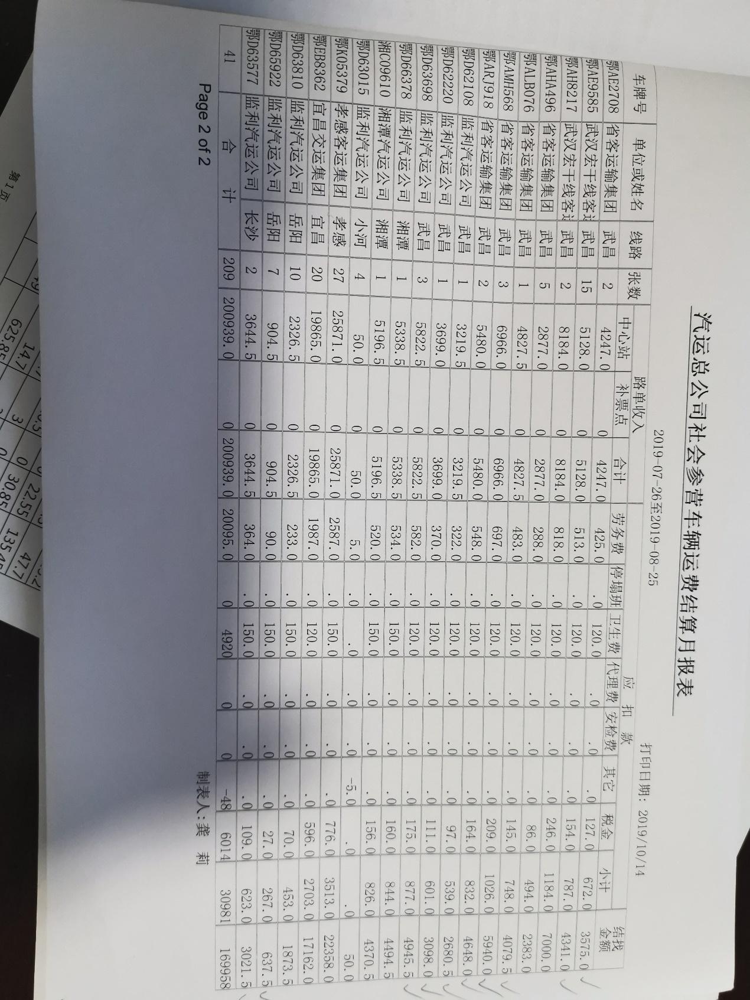 汽运总公司社会参营车辆运费结算月报表
2019-07-26至2019-08-25 打印日期: 2019/10/14
车牌号 单位或姓名 线路 张数 路单收入 应 扣 款 结找金额
中心站 补票点 合计 劳务费 停塌班 卫生费 代理费 安检费 其它 税金 小计
鄂AE2708 省客运输集团 武昌 2 4247.0 0 4247.0 425.0 .0 120.0 .0 .0 .0 127.0 672.0 3575.0
鄂AE9585 武汉宏干线客 武昌 15 5128.0 0 5128.0 513.0 .0 120.0 .0 .0 .0 154.0 787.0 4341.0
鄂AH8217 武汉宏干线客 武昌 2 8184.0 0 8184.0 818.0 .0 120.0 .0 .0 .0 246.0 1184.0 7000.0
鄂AHA496 省客运输集团 武昌 5 2877.0 0 2877.0 288.0 .0 120.0 .0 .0 .0 86.0 494.0 2383.0
鄂ALB076 省客运输集团 武昌 1 4827.5 0 4827.5 483.0 .0 120.0 .0 .0 .0 145.0 748.0 4079.5
鄂AMH568 省客运输集团 武昌 3 6966.0 0 6966.0 697.0 .0 120.0 .0 .0 .0 209.0 1026.0 5940.0
鄂ARJ918 省客运输集团 武昌 2 5480.0 0 5480.0 548.0 .0 120.0 .0 .0 .0 164.0 832.0 4648.0
鄂D62108 监利汽运公司 武昌 1 3219.5 0 3219.5 322.0 .0 120.0 .0 .0 .0 97.0 539.0 2680.5
鄂D62220 监利汽运公司 武昌 1 3699.0 0 3699.0 370.0 .0 120.0 .0 .0 .0 111.0 601.0 3098.0
鄂D63698 监利汽运公司 武昌 3 5822.5 0 5822.5 582.0 .0 120.0 .0 .0 .0 175.0 877.0 4945.5
鄂D66378 监利汽运公司 湘潭 1 5338.5 0 5338.5 534.0 .0 150.0 .0 .0 .0 160.0 844.0 4494.5
湘C09610 湘潭汽运公司 湘潭 1 5196.5 0 5196.5 520.0 .0 150.0 .0 .0 .0 156.0 826.0 4370.5
鄂D63015 监利汽运公司 小河 4 50.0 0 50.0 5.0 .0 .0 .0 .0 -5.0 .0 .0 50.0
鄂K05379 孝感客运集团 孝感 27 25871.0 0 25871.0 2587.0 .0 150.0 .0 .0 .0 776.0 3513.0 22358.0
鄂EB8362 宜昌交运集团 宜昌 20 19865.0 0 19865.0 1987.0 .0 120.0 .0 .0 .0 596.0 2703.0 17162.0
鄂D63810 监利汽运公司 岳阳 10 2326.5 0 2326.5 233.0 .0 150.0 .0 .0 .0 70.0 453.0 1873.5
鄂D65922 监利汽运公司 岳阳 7 904.5 0 904.5 90.0 .0 150.0 .0 .0 .0 27.0 267.0 637.5
鄂D63577 监利汽运公司 长沙 2 3644.5 0 3644.5 364.0 .0 150.0 .0 .0 .0 109.0 623.0 3021.5
41 合 计 209 200939.0 0 200939.0 20095.0 0 4920 0 0 -48 6014 30981 169958
Page 2 of 2 制表人: 龚 莉
14.7 22.55 47.7
625.85 3 0 30.85
第1页